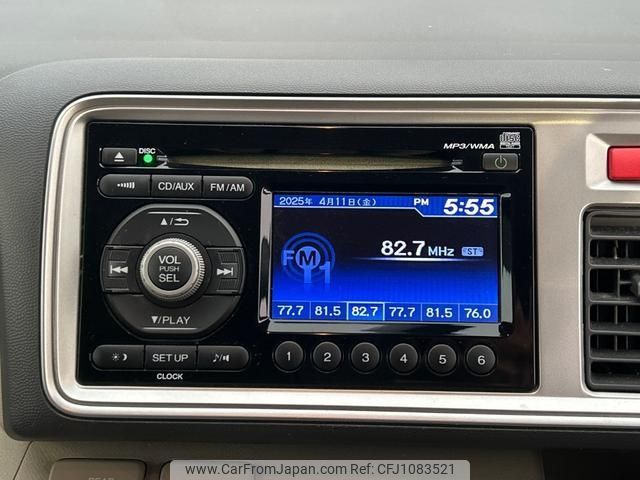 DISC
MP3/WMA
CD/AUX
FM/AM
2025年 4月11日(金) PM 5:55
FM1
82.7MHz ST
77.7 81.5 82.7 77.7 81.5 76.0
VOL
PUSH
SEL
▼/PLAY
SET UP
CLOCK
1 2 3 4 5 6
REAR
www.CarFromJapan.com Ref:CFJ1083521